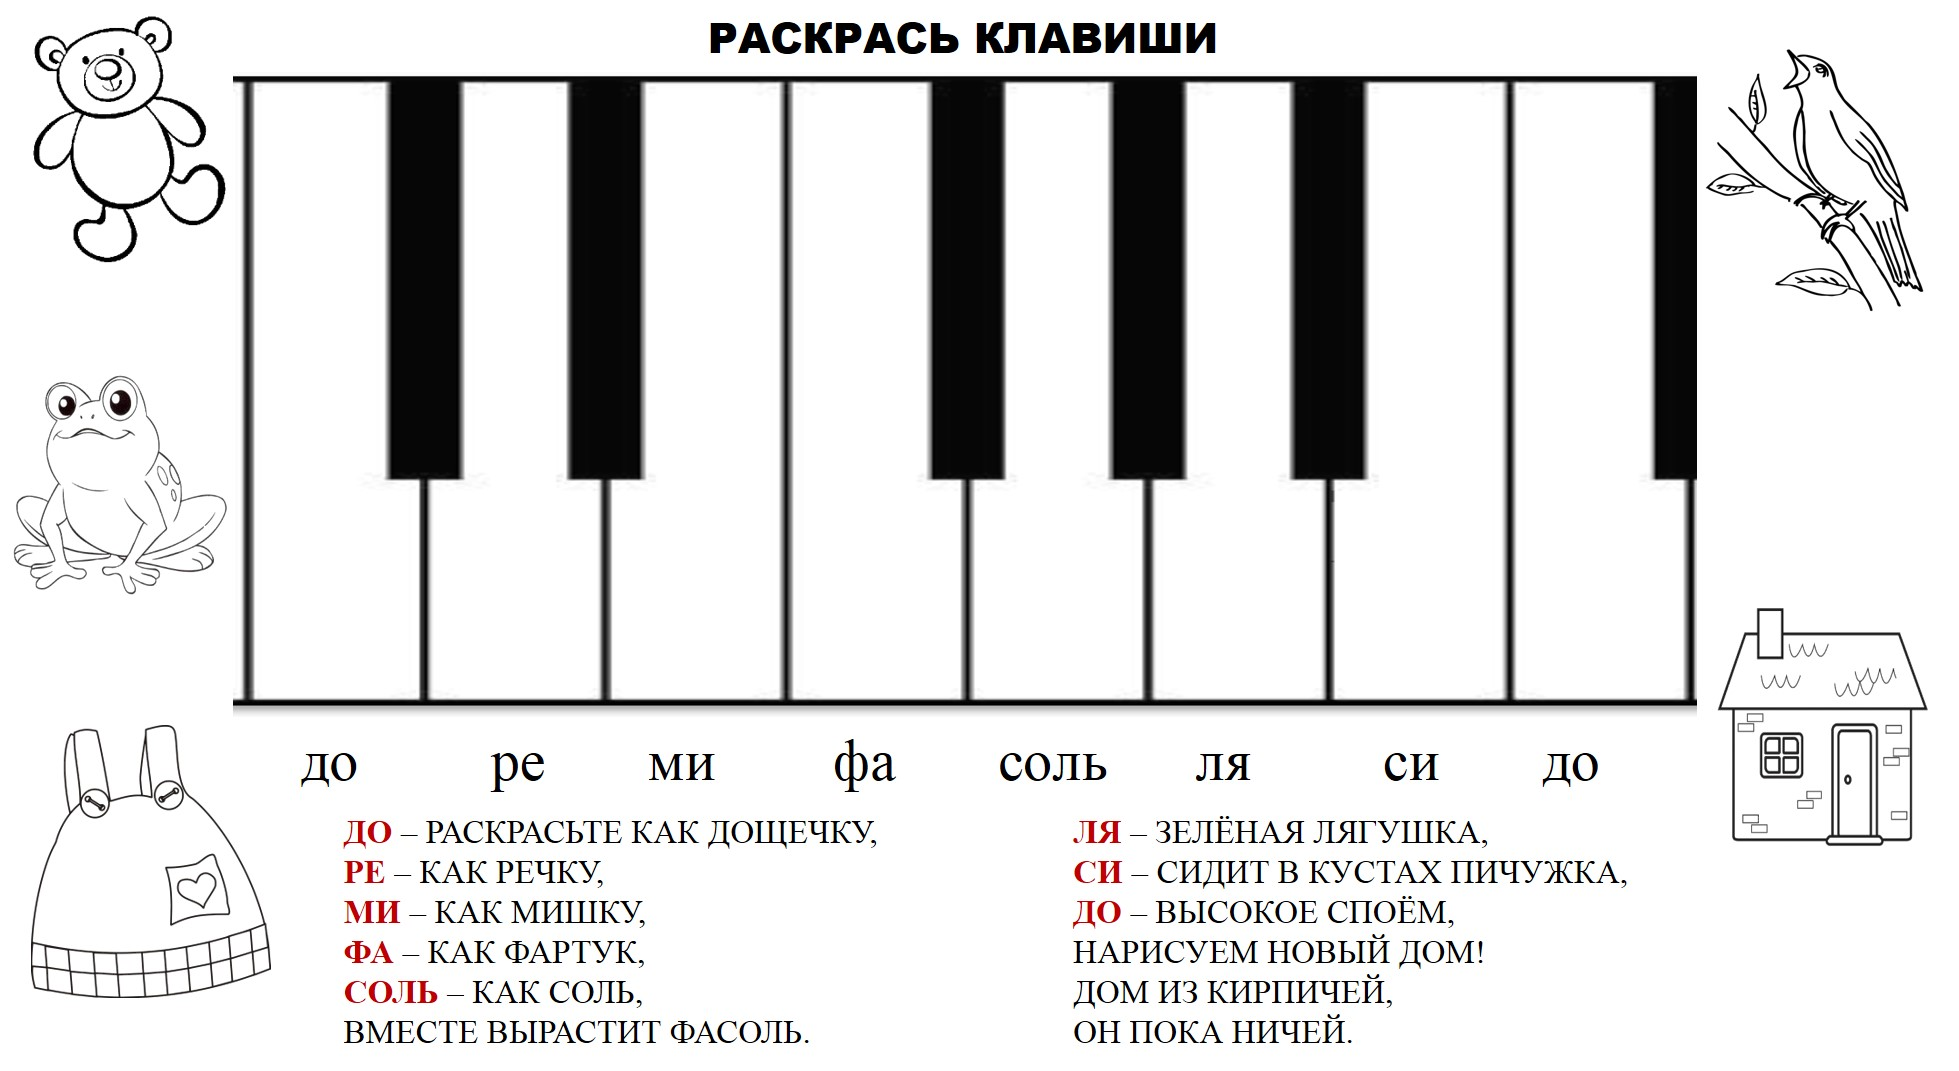 РАСКРАСЬ КЛАВИШИ
до ре ми фа соль ля си до
ДО – РАСКРАСЬТЕ КАК ДОЩЕЧКУ,
РЕ – КАК РЕЧКУ,
МИ – КАК МИШКУ,
ФА – КАК ФАРТУК,
СОЛЬ – КАК СОЛЬ,
ВМЕСТЕ ВЫРАСТИТ ФАСОЛЬ.
ЛЯ – ЗЕЛЁНАЯ ЛЯГУШКА,
СИ – СИДИТ В КУСТАХ ПИЧУЖКА,
ДО – ВЫСОКОЕ СПОЁМ,
НАРИСУЕМ НОВЫЙ ДОМ!
ДОМ ИЗ КИРПИЧЕЙ,
ОН ПОКА НИЧЕЙ.